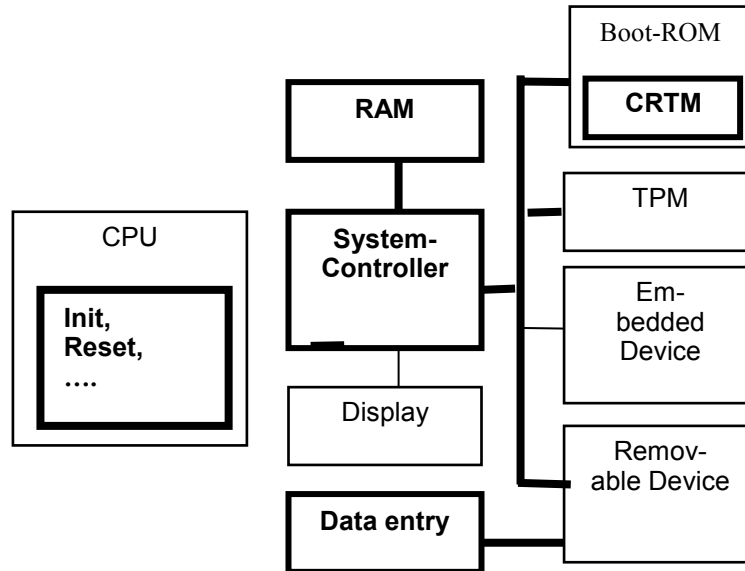 Boot-ROM
CRTM
RAM
TPM
CPU
System-
Controller
Init,
Reset,
….
Em-
bedded
Device
Display
Remov-
able Device
Data entry